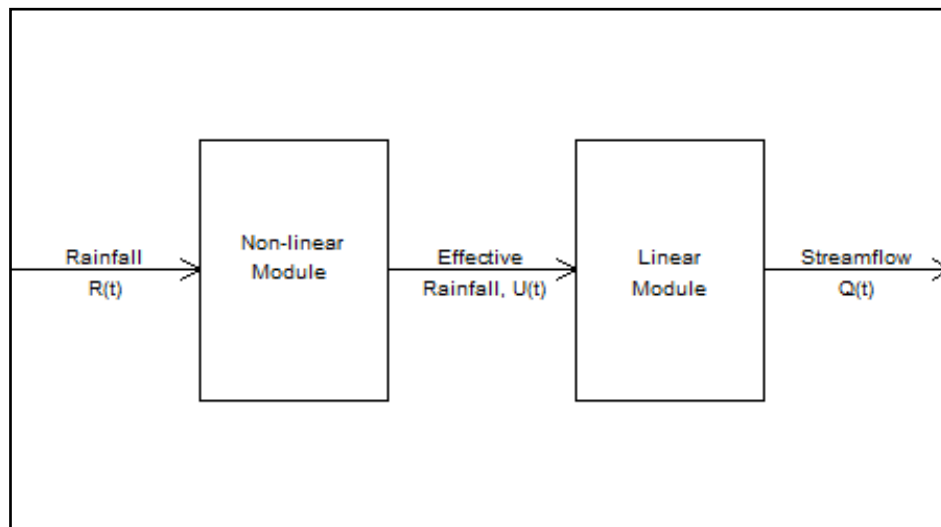 Rainfall
R(t)
Non-linear
Module
Effective
Rainfall, U(t)
Linear
Module
Streamflow
Q(t)